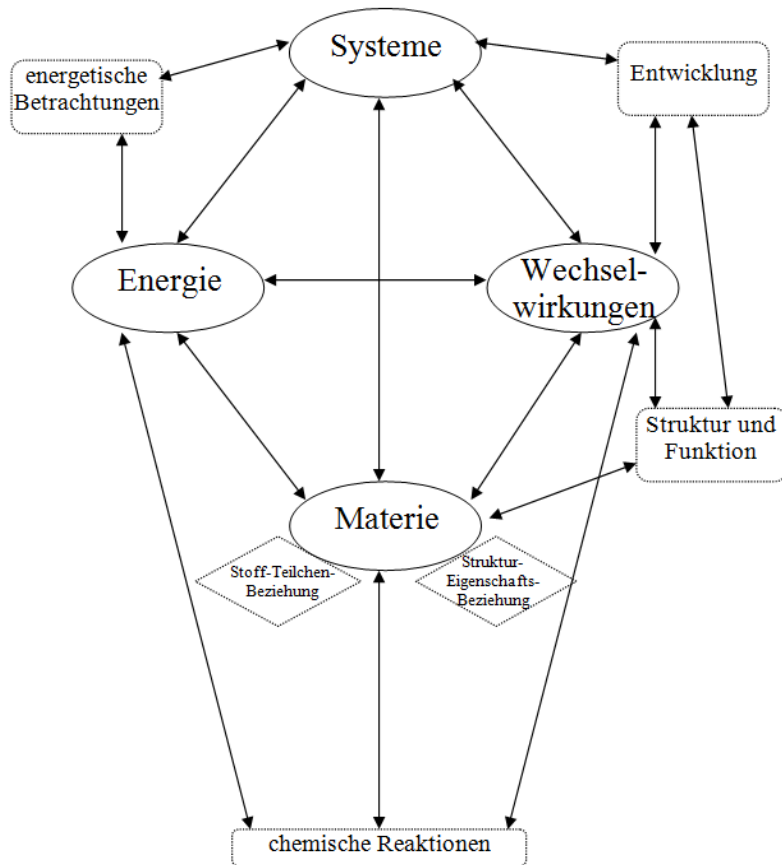 Systeme
energetische
Betrachtungen
Entwicklung
Energie
Wechsel-
wirkungen
Struktur und
Funktion
Materie
Stoff-Teilchen-
Beziehung
Struktur-
Eigenschafts-
Beziehung
chemische Reaktionen